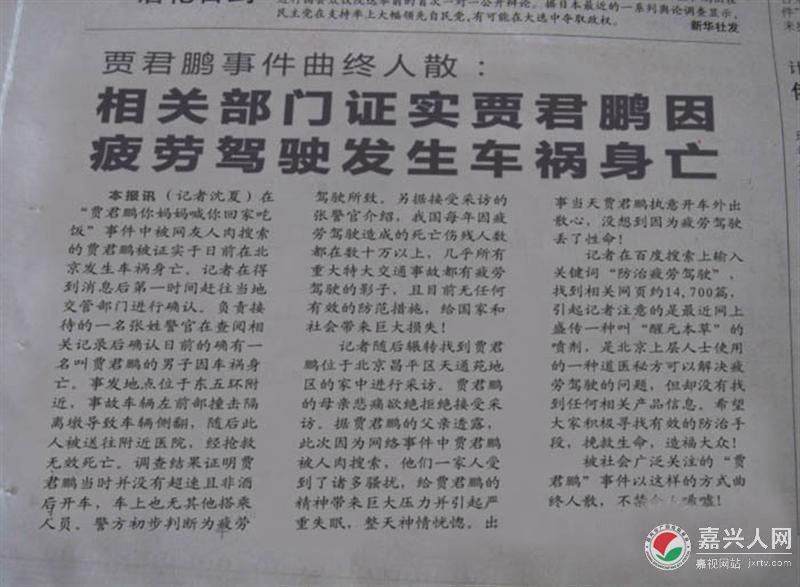 进行国会众议院选举前的首次一对一公开辩论。据日本最近的一系列舆论调查显示，
民主党在支持率上大幅领先自民党，有可能在大选中夺取政权。
新华社发
贾君鹏事件曲终人散：
相关部门证实贾君鹏因
疲劳驾驶发生车祸身亡
本报讯（记者沈夏）在
“贾君鹏你妈妈喊你回家吃
饭”事件中被网友人肉搜索
的贾君鹏被证实于日前在北
京发生车祸身亡。记者在得
到消息后第一时间赶往当地
交管部门进行确认。负责接
待的一名张姓警官在查阅相
关记录后确认日前的确有一
名叫贾君鹏的男子因车祸身
亡。事发地点位于东五环附
近，事故车辆左前部撞击隔
离墩导致车辆侧翻，随后此
人被送往附近医院，经抢救
无效死亡。调查结果证明贾
君鹏当时并没有超速且非酒
后开车，车上也无其他搭乘
人员。警方初步判断为疲劳
驾驶所致。另据接受采访的
张警官介绍，我国每年因疲
劳驾驶造成的死亡伤残人数
都在数十万以上，几乎所有
重大特大交通事故都有疲劳
驾驶的影子，且目前无任何
有效的防范措施，给国家和
社会带来巨大损失！
记者随后辗转找到贾君
鹏位于北京昌平区天通苑地
区的家中进行采访。贾君鹏
的母亲悲痛欲绝拒绝接受采
访。据贾君鹏的父亲透露，
此次因为网络事件中贾君鹏
被人肉搜索，他们一家人受
到了诸多骚扰，给贾君鹏的
精神带来巨大压力并引起严
重失眠，整天神情恍惚。出
事当天贾君鹏执意开车外出
散心，没想到因为疲劳驾驶
丢了性命！
记者在百度搜索上输入
关键词“防治疲劳驾驶”，
找到相关网页约14,700篇，
引起记者注意的是最近网上
盛传一种叫“醒元本草”的
喷剂，是北京上层人士使用
的一种道医秘方可以解决疲
劳驾驶的问题，但却没有找
到任何相关产品信息。希望
大家积极寻找有效的防治手
段，挽救生命，造福大众！
被社会广泛关注的“贾
君鹏”事件以这样的方式曲
终人散，不禁令人唏嘘！
嘉兴人网
嘉视网站 jxrtv.com